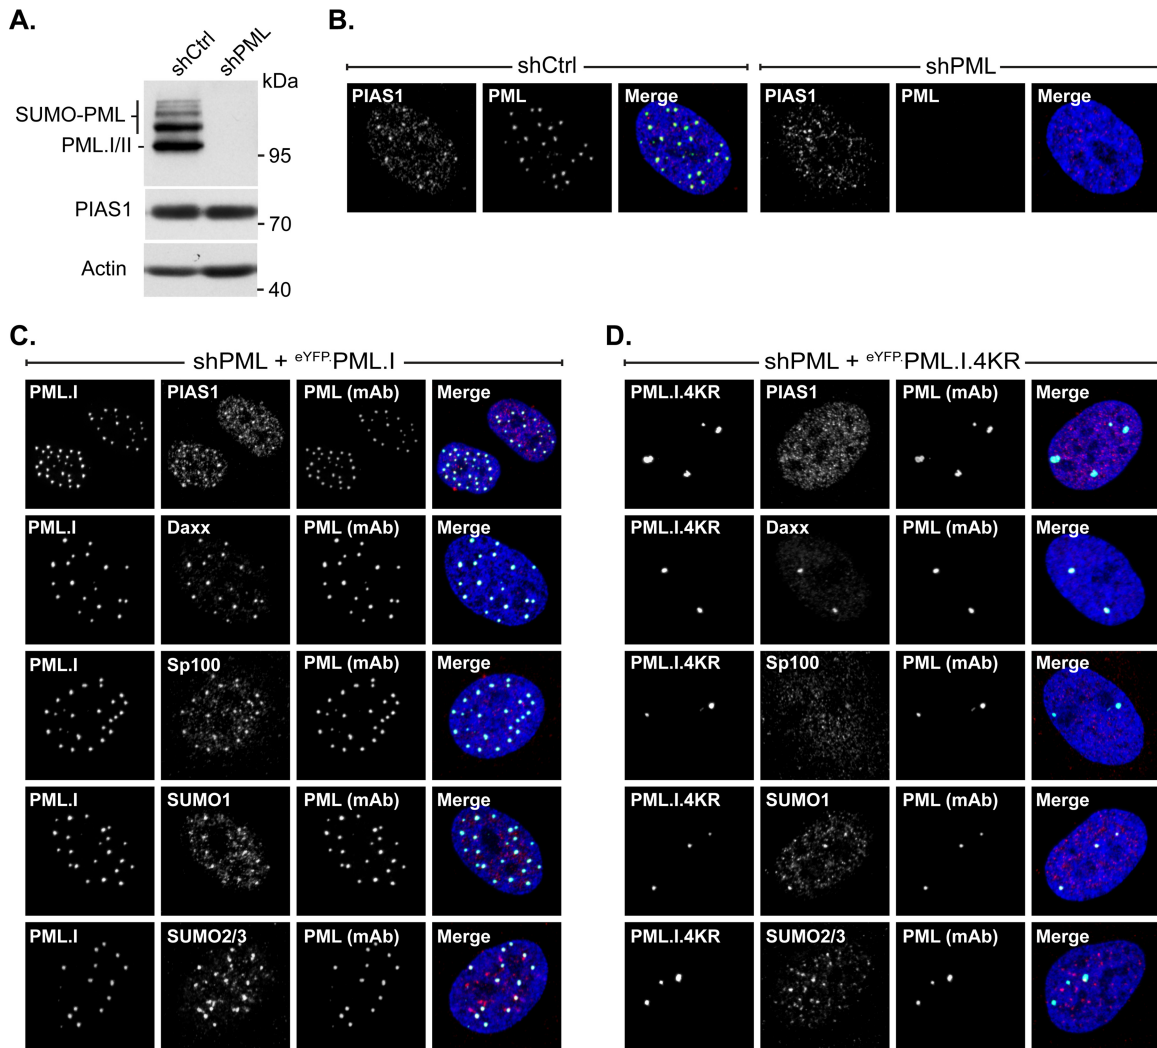 A.
shCtrl
shPML
kDa
SUMO-PML
PML.I/II
95
PIAS1
70
Actin
40
B.
shCtrl
shPML
PIAS1 PML Merge PIAS1 PML Merge
C.
shPML + eYFP.PML.I
PML.I PIAS1 PML (mAb) Merge
PML.I Daxx PML (mAb) Merge
PML.I Sp100 PML (mAb) Merge
PML.I SUMO1 PML (mAb) Merge
PML.I SUMO2/3 PML (mAb) Merge
D.
shPML + eYFP.PML.I.4KR
PML.I.4KR PIAS1 PML (mAb) Merge
PML.I.4KR Daxx PML (mAb) Merge
PML.I.4KR Sp100 PML (mAb) Merge
PML.I.4KR SUMO1 PML (mAb) Merge
PML.I.4KR SUMO2/3 PML (mAb) Merge